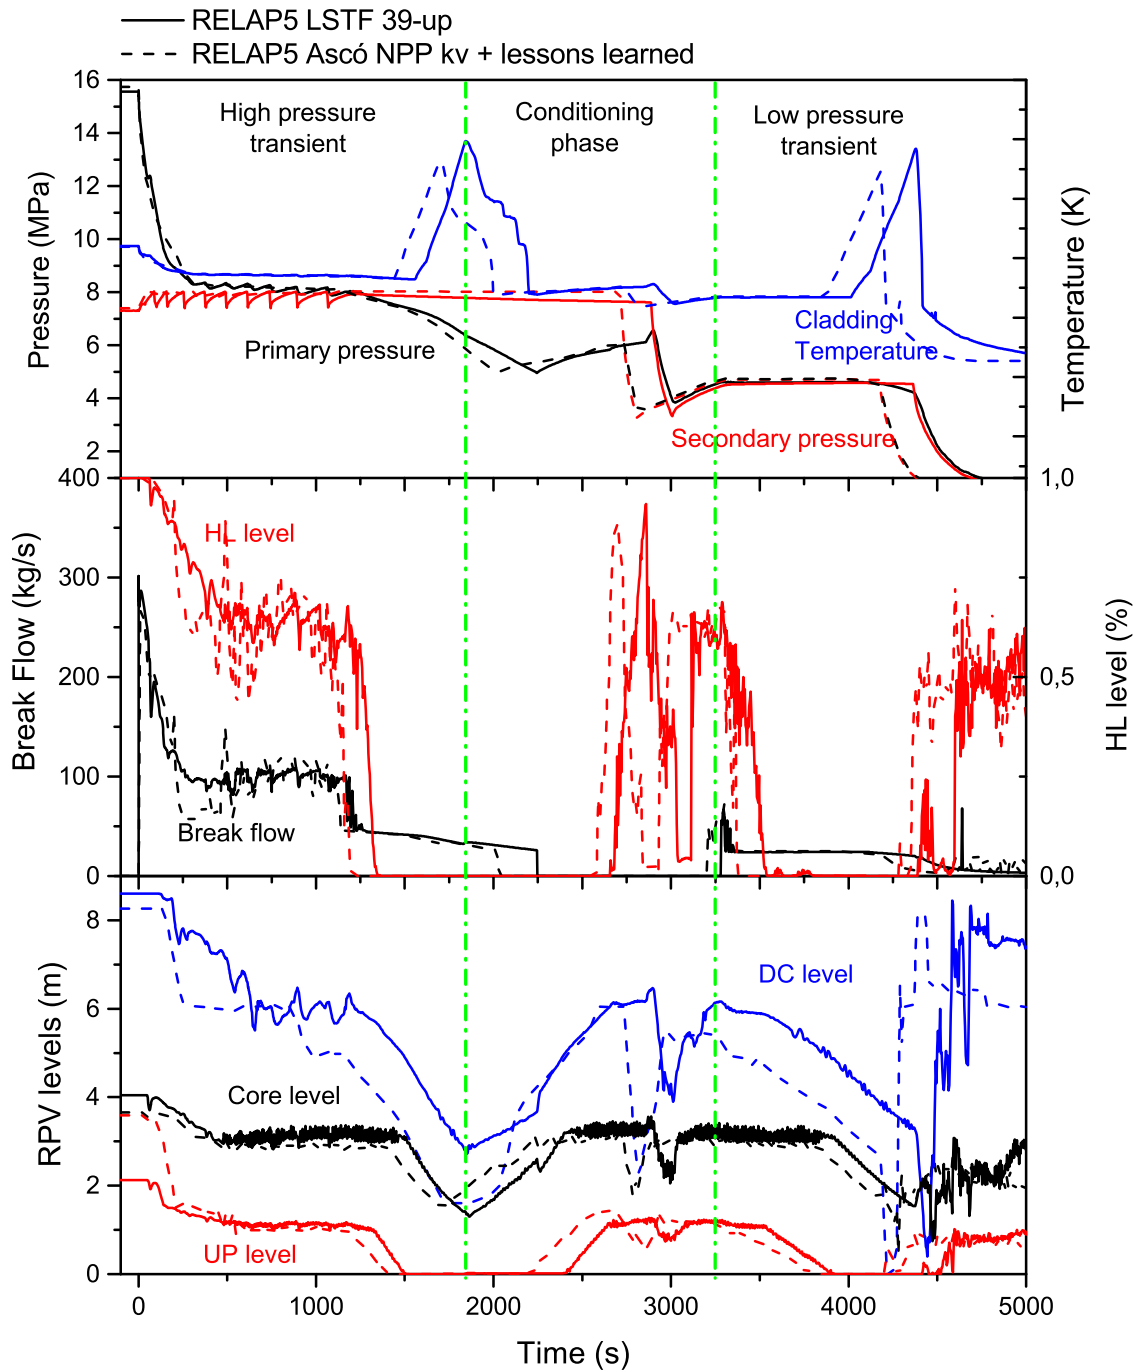 RELAP5 LSTF 39-up
RELAP5 Ascó NPP kv + lessons learned
High pressure
transient
Conditioning
phase
Low pressure
transient
16
14
12
10
8
6
4
2
Pressure (MPa)
Temperature (K)
Primary pressure
Cladding
Temperature
Secondary pressure
400
300
200
100
0
Break Flow (kg/s)
HL level
Break flow
1,0
0,5
0,0
HL level (%)
8
6
4
2
0
RPV levels (m)
DC level
Core level
UP level
0
1000
2000
3000
4000
5000
Time (s)